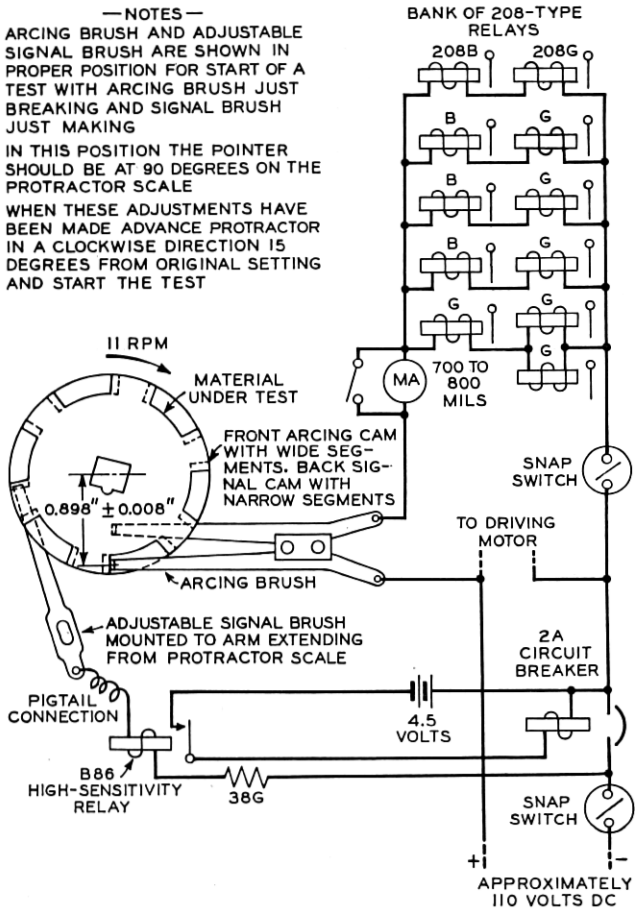 —NOTES—
ARCING BRUSH AND ADJUSTABLE
SIGNAL BRUSH ARE SHOWN IN
PROPER POSITION FOR START OF A
TEST WITH ARCING BRUSH JUST
BREAKING AND SIGNAL BRUSH
JUST MAKING
IN THIS POSITION THE POINTER
SHOULD BE AT 90 DEGREES ON THE
PROTRACTOR SCALE
WHEN THESE ADJUSTMENTS HAVE
BEEN MADE ADVANCE PROTRACTOR
IN A CLOCKWISE DIRECTION 15
DEGREES FROM ORIGINAL SETTING
AND START THE TEST
BANK OF 208-TYPE
RELAYS
208B
208G
B
G
B
G
B
G
G
G
G
MA
700 TO
800
MILS
11 RPM
MATERIAL
UNDER TEST
FRONT ARCING CAM
WITH WIDE SEG-
MENTS. BACK SIG-
NAL CAM WITH
NARROW SEGMENTS
0.898" ± 0.008"
ARCING BRUSH
SNAP
SWITCH
TO DRIVING
MOTOR
ADJUSTABLE SIGNAL BRUSH
MOUNTED TO ARM EXTENDING
FROM PROTRACTOR SCALE
PIGTAIL
CONNECTION
2A
CIRCUIT
BREAKER
4.5
VOLTS
B86
HIGH-SENSITIVITY
RELAY
38G
SNAP
SWITCH
+
-
APPROXIMATELY
110 VOLTS DC